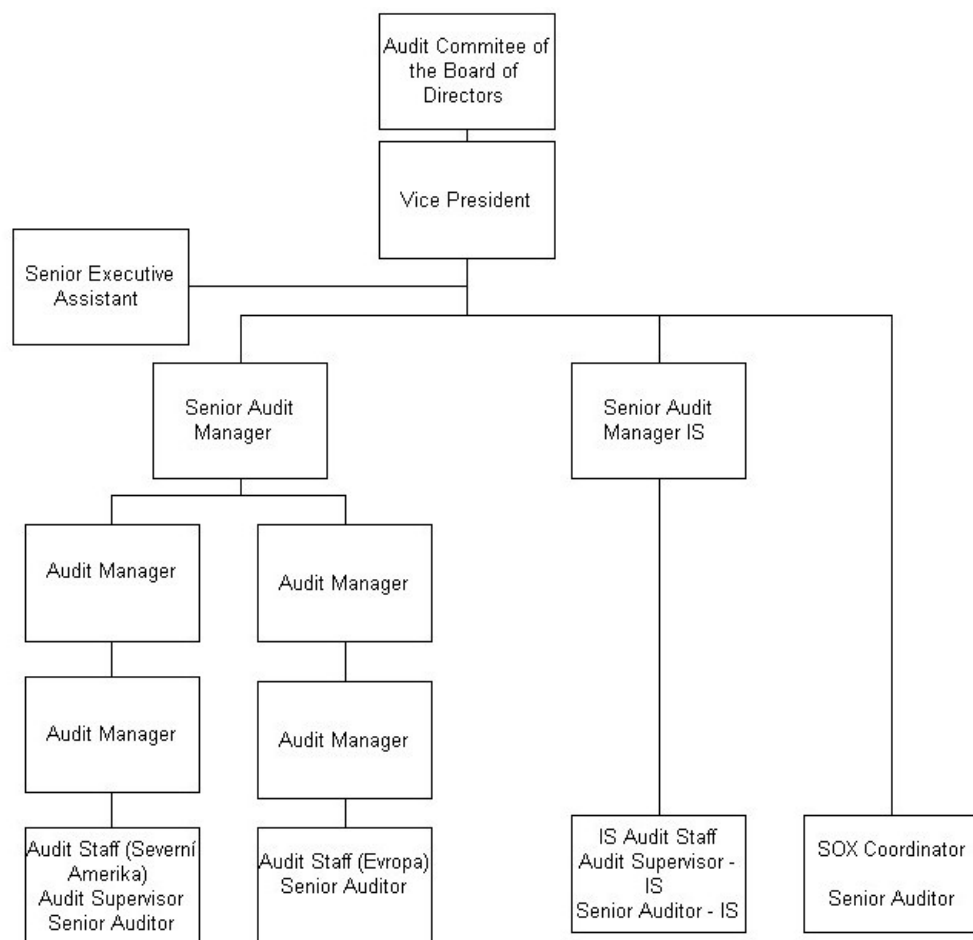 Audit Commitee of
the Board of
Directors
Vice President
Senior Executive
Assistant
Senior Audit
Manager
Senior Audit
Manager IS
Audit Manager
Audit Manager
Audit Manager
Audit Manager
Audit Staff (Severní
Amerika)
Audit Supervisor
Senior Auditor
Audit Staff (Evropa)
Senior Auditor
IS Audit Staff
Audit Supervisor -
IS
Senior Auditor - IS
SOX Coordinator
Senior Auditor